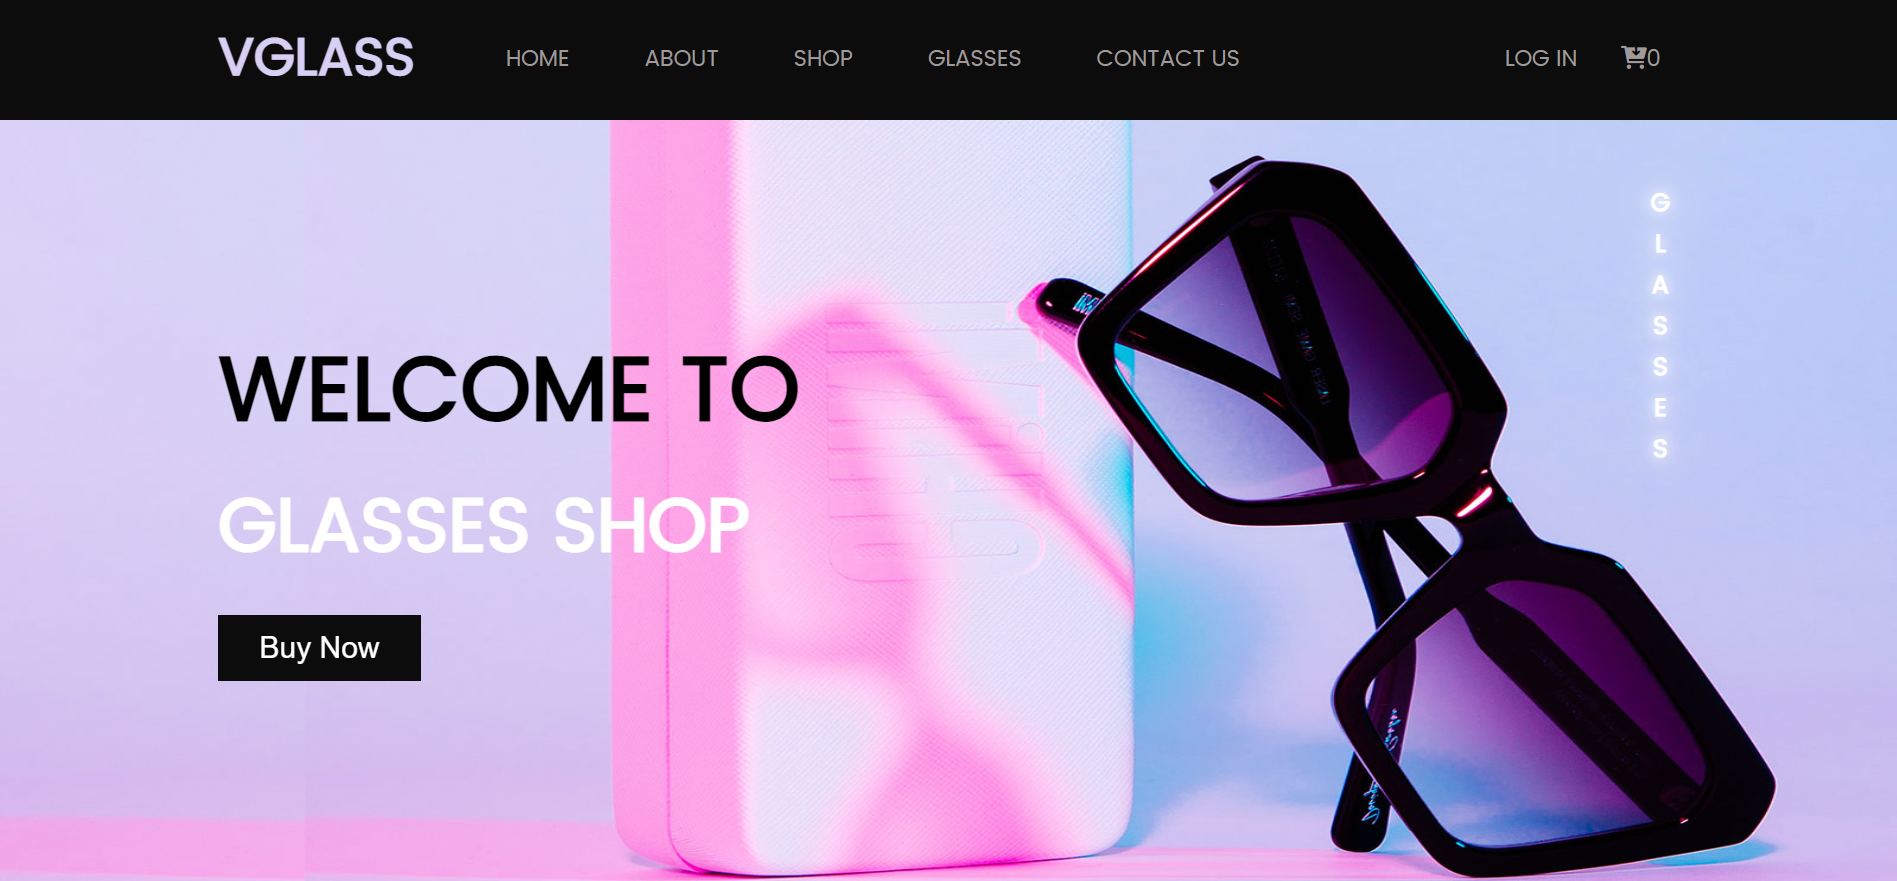 VGLASS
HOME ABOUT SHOP GLASSES CONTACT US LOG IN 0
WELCOME TO
GLASSES SHOP
Buy Now
G
L
A
S
S
E
S